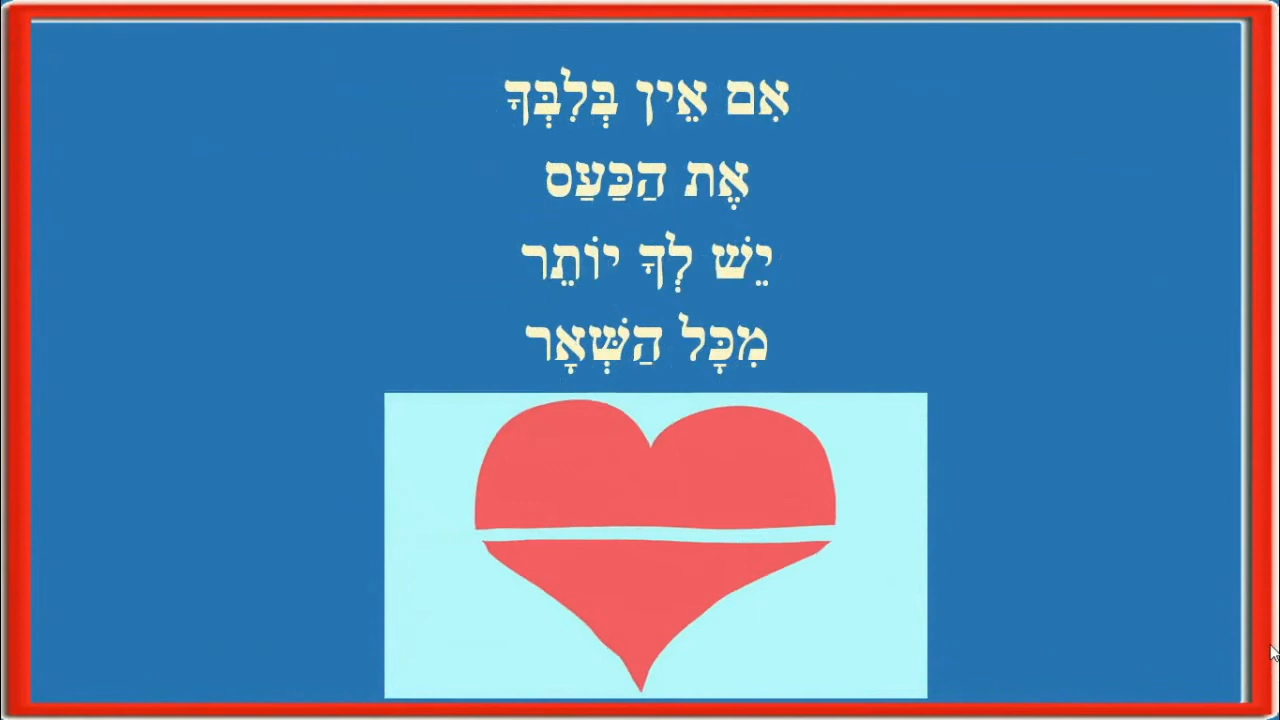 אִם אֵין בְּלִבְּךָ
אֶת הַכַּעַס
יֵשׁ לְךָ יוֹתֵר
מִכָּל הַשְּׁאָר